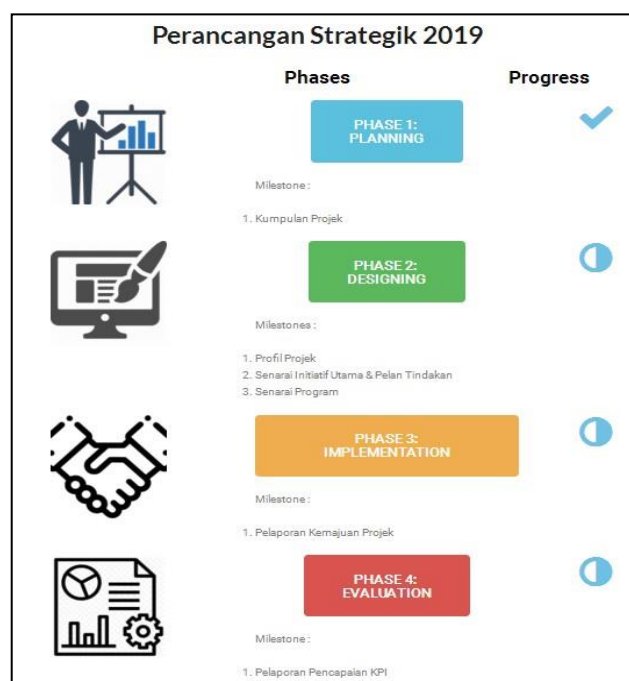 Perancangan Strategik 2019
Phases Progress
PHASE 1:
PLANNING
Milestone :
1. Kumpulan Projek
PHASE 2:
DESIGNING
Milestones :
1. Profil Projek
2. Senarai Initiatif Utama & Pelan Tindakan
3. Senarai Program
PHASE 3:
IMPLEMENTATION
Milestone :
1. Pelaporan Kemajuan Projek
PHASE 4:
EVALUATION
Milestone :
1. Pelaporan Pencapaian KPI